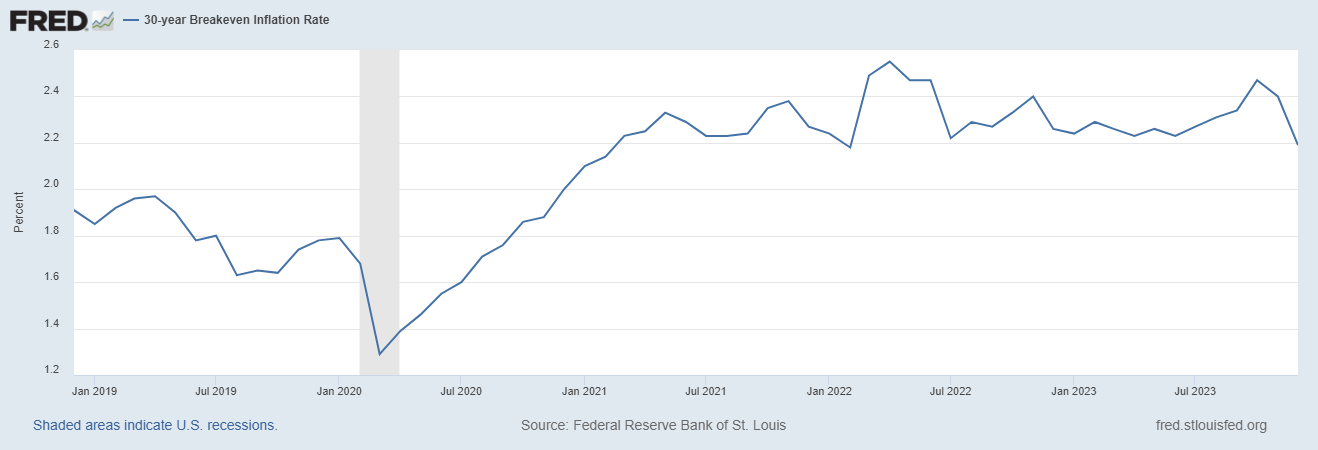 FRED
30-year Breakeven Inflation Rate
2.6
2.4
2.2
2.0
1.8
1.6
1.4
1.2
Percent
Jan 2019
Jul 2019
Jan 2020
Jul 2020
Jan 2021
Jul 2021
Jan 2022
Jul 2022
Jan 2023
Jul 2023
Shaded areas indicate U.S. recessions.
Source: Federal Reserve Bank of St. Louis
fred.stlouisfed.org